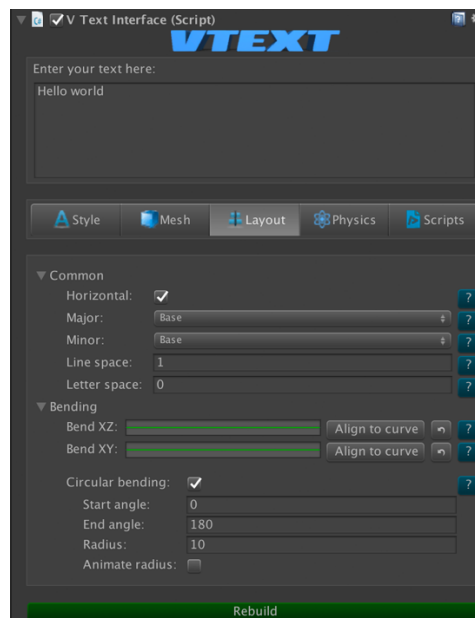 V Text Interface (Script)
VTEXT
Enter your text here:
Hello world
Style Mesh Layout Physics Scripts
Common
Horizontal:
?
Major: Base
?
Minor: Base
?
Line space: 1
?
Letter space: 0
?
Bending
Bend XZ: Align to curve
?
Bend XY: Align to curve
?
Circular bending:
?
Start angle: 0
End angle: 180
Radius: 10
Animate radius:
Rebuild